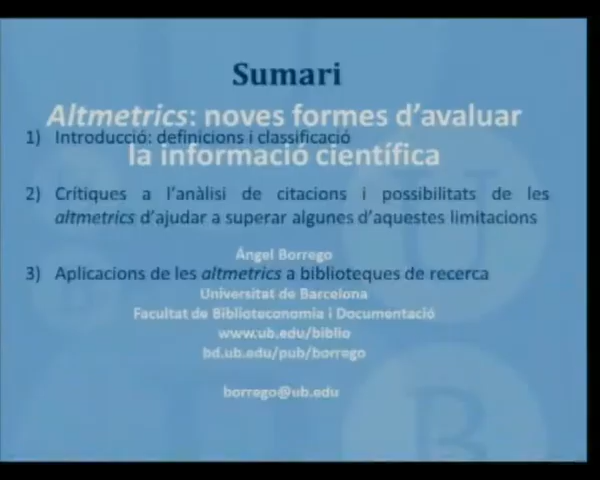 Sumari
Altmetrics: noves formes d'avaluar
1) Introducció: definicions i classificació
la informació científica
2) Crítiques a l'anàlisi de citacions i possibilitats de les
altmetrics d'ajudar a superar algunes d'aquestes limitacions
Ángel Borrego
3) Aplicacions de les altmetrics a biblioteques de recerca
Universitat de Barcelona
Facultat de Biblioteconomia i Documentació
www.ub.edu/biblio
bd.ub.edu/pub/borrego
borrego@ub.edu
U
B
B